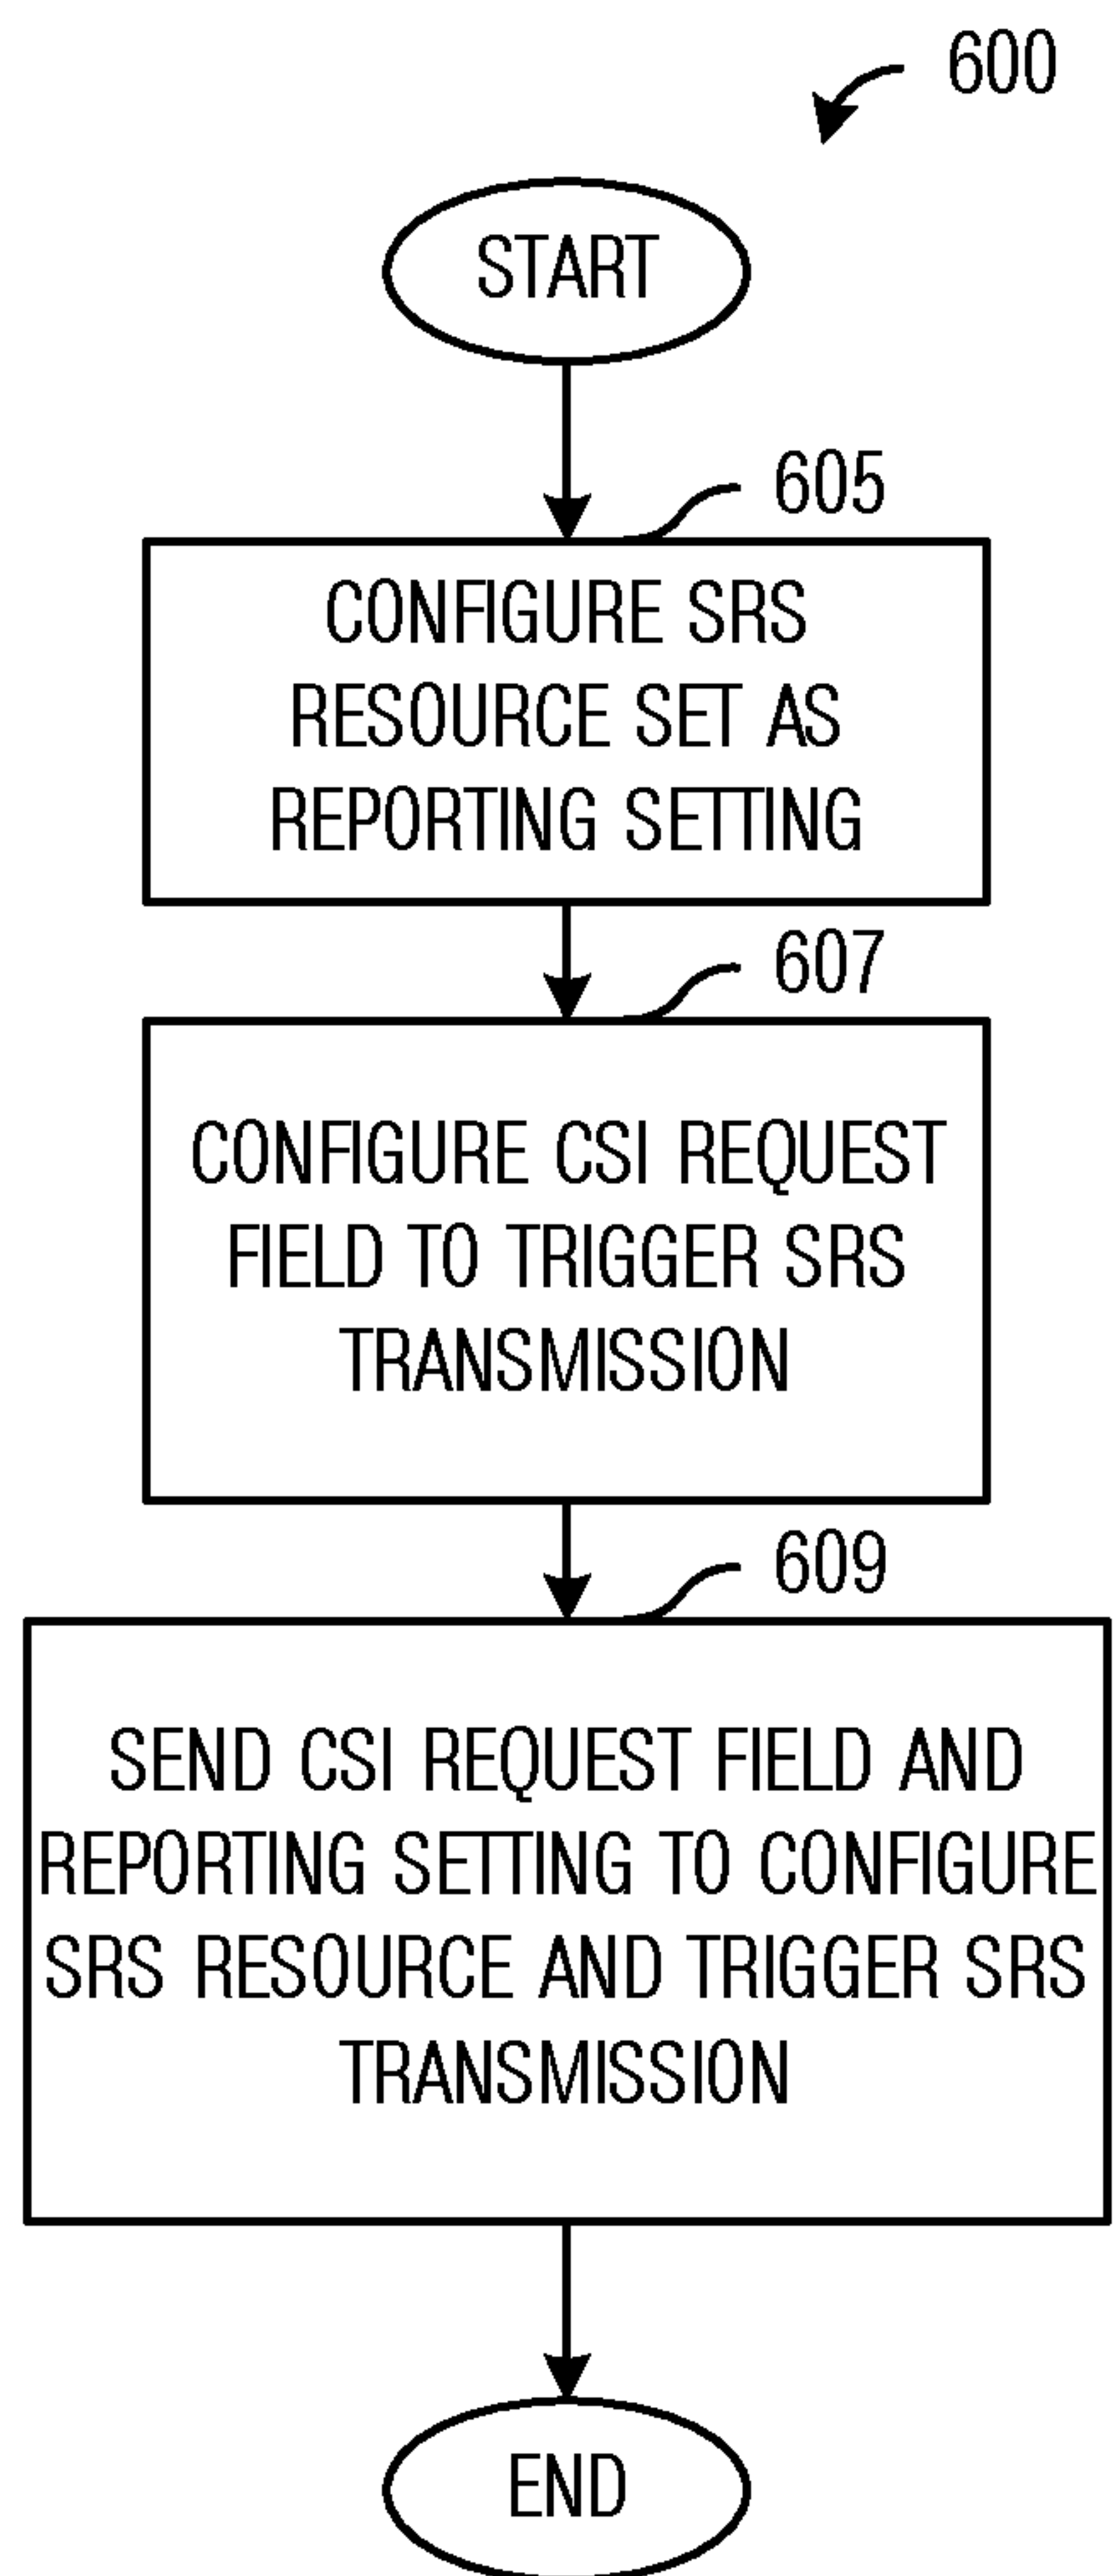 600
START
605
CONFIGURE SRS
RESOURCE SET AS
REPORTING SETTING
607
CONFIGURE CSI REQUEST
FIELD TO TRIGGER SRS
TRANSMISSION
609
SEND CSI REQUEST FIELD AND
REPORTING SETTING TO CONFIGURE
SRS RESOURCE AND TRIGGER SRS
TRANSMISSION
END